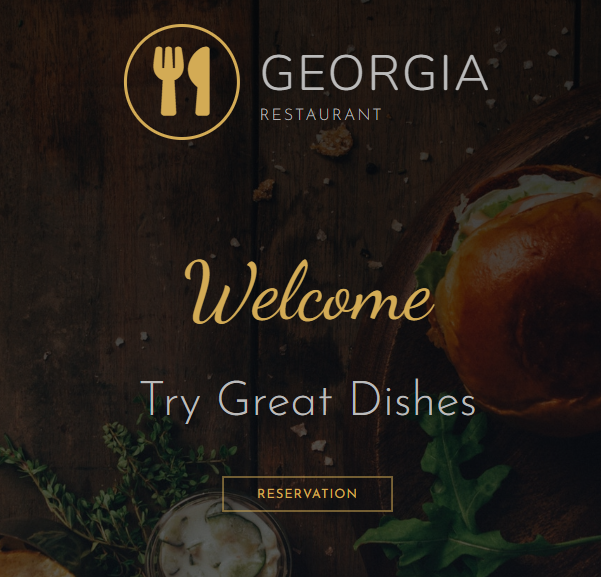 GEORGIA
RESTAURANT
Welcome
Try Great Dishes
RESERVATION